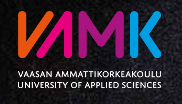 VAMK
VAASAN AMMATTIKORKEAKOULU
UNIVERSITY OF APPLIED SCIENCES